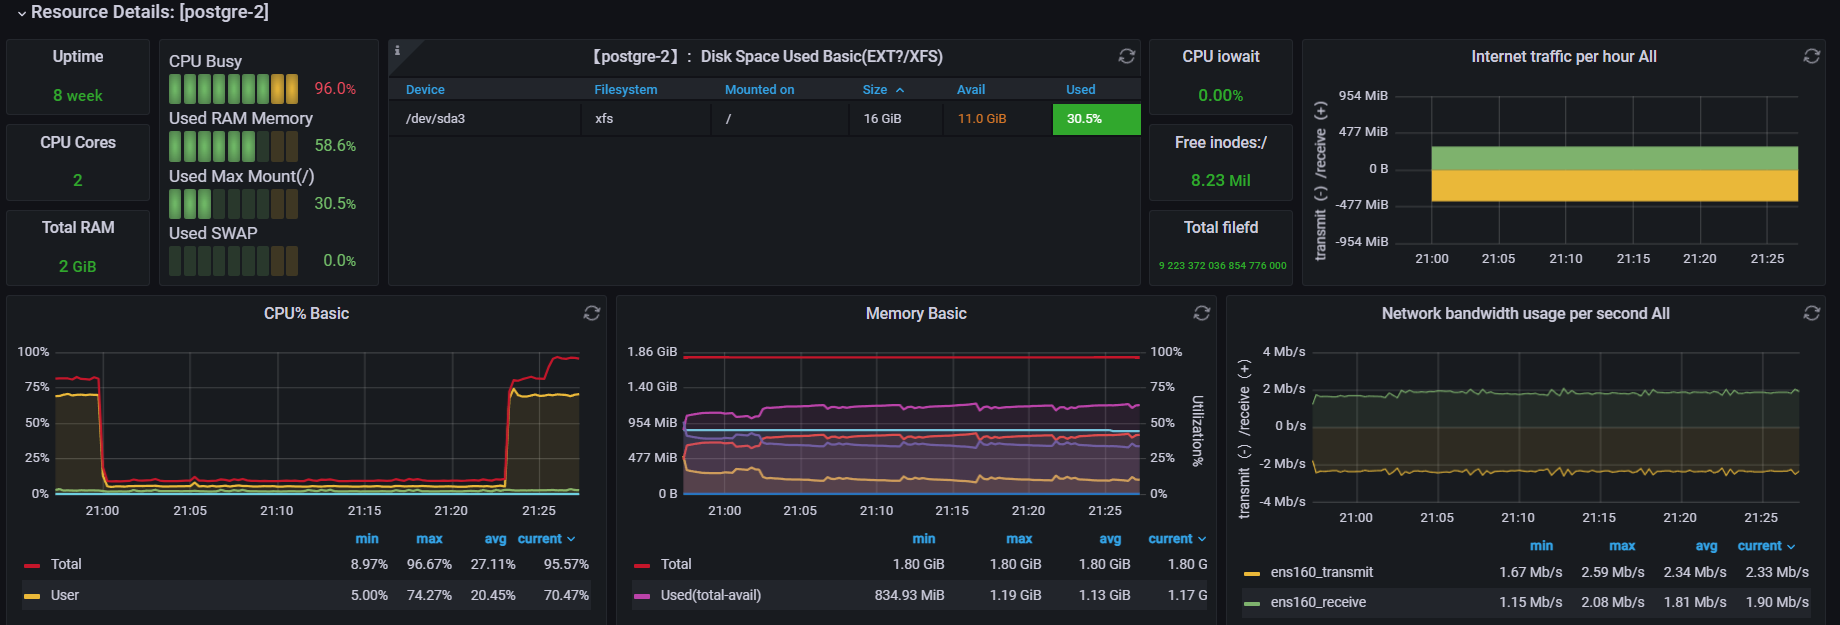 Resource Details: [postgre-2]
Uptime
8 week
CPU Cores
2
Total RAM
2 GiB
CPU Busy
96.0%
Used RAM Memory
58.6%
Used Max Mount(/)
30.5%
Used SWAP
0.0%
i
【postgre-2】: Disk Space Used Basic(EXT?/XFS)
Device Filesystem Mounted on Size Avail Used
/dev/sda3 xfs / 16 GiB 11.0 GiB 30.5%
CPU iowait
0.00%
Free inodes:/
8.23 Mil
Total filefd
9 223 372 036 854 776 000
Internet traffic per hour All
transmit (-) /receive (+)
954 MiB
477 MiB
0 B
-477 MiB
-954 MiB
21:00 21:05 21:10 21:15 21:20 21:25
CPU% Basic
100%
75%
50%
25%
0%
21:00 21:05 21:10 21:15 21:20 21:25
min max avg current
Total 8.97% 96.67% 27.11% 95.57%
User 5.00% 74.27% 20.45% 70.47%
Memory Basic
1.86 GiB
1.40 GiB
954 MiB
477 MiB
0 B
100%
75%
50%
25%
0%
Utilization%
21:00 21:05 21:10 21:15 21:20 21:25
min max avg current
Total 1.80 GiB 1.80 GiB 1.80 GiB 1.80 G
Used(total-avail) 834.93 MiB 1.19 GiB 1.13 GiB 1.17 G
Network bandwidth usage per second All
transmit (-) /receive (+)
4 Mb/s
2 Mb/s
0 b/s
-2 Mb/s
-4 Mb/s
21:00 21:05 21:10 21:15 21:20 21:25
min max avg current
ens160_transmit 1.67 Mb/s 2.59 Mb/s 2.34 Mb/s 2.33 Mb/s
ens160_receive 1.15 Mb/s 2.08 Mb/s 1.81 Mb/s 1.90 Mb/s